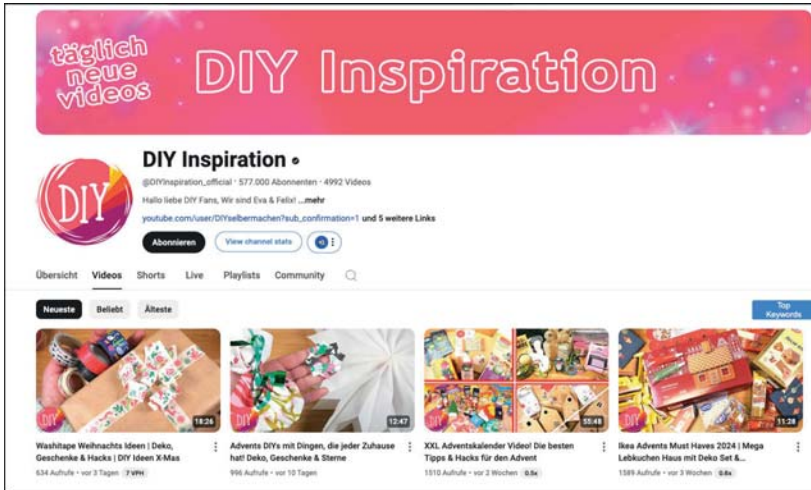 täglich
neue
videos
DIY Inspiration
DIY
DIY Inspiration
@DIYInspiration_official · 577.000 Abonnenten · 4992 Videos
Hallo liebe DIY Fans, Wir sind Eva & Felix! ...mehr
youtube.com/user/DIYselbermachen?sub_confirmation=1 und 5 weitere Links
Abonnieren View channel stats
Übersicht Videos Shorts Live Playlists Community
Neueste Beliebt Älteste
Top
Keywords
DIY 18:26
DIY 12:47
DIY 55:48
DIY 11:28
Washitape Weihnachts Ideen | Deko,
Geschenke & Hacks | DIY Ideen X-Mas
634 Aufrufe • vor 3 Tagen 7 VPH
Advents DIYs mit Dingen, die jeder Zuhause
hat! Deko, Geschenke & Sterne
996 Aufrufe • vor 10 Tagen
XXL Adventskalender Video! Die besten
Tipps & Hacks für den Advent
1510 Aufrufe • vor 2 Wochen 0.5x
Ikea Advents Must Haves 2024 | Mega
Lebkuchen Haus mit Deko Set &...
1589 Aufrufe • vor 3 Wochen 0.6x